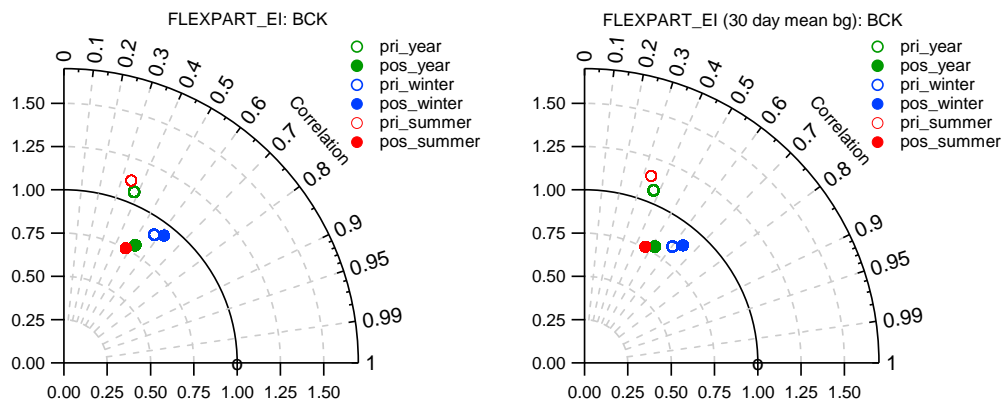 FLEXPART_EI: BCK
pri_year
pos_year
pri_winter
pos_winter
pri_summer
pos_summer
Correlation
0
0.1
0.2
0.3
0.4
0.5
0.6
0.7
0.8
0.9
0.95
0.99
1
1.50
1.25
1.00
0.75
0.50
0.25
0.00
0.00 0.25 0.50 0.75 1.00 1.25 1.50
FLEXPART_EI (30 day mean bg): BCK
pri_year
pos_year
pri_winter
pos_winter
pri_summer
pos_summer
Correlation
0
0.1
0.2
0.3
0.4
0.5
0.6
0.7
0.8
0.9
0.95
0.99
1
1.50
1.25
1.00
0.75
0.50
0.25
0.00
0.00 0.25 0.50 0.75 1.00 1.25 1.50